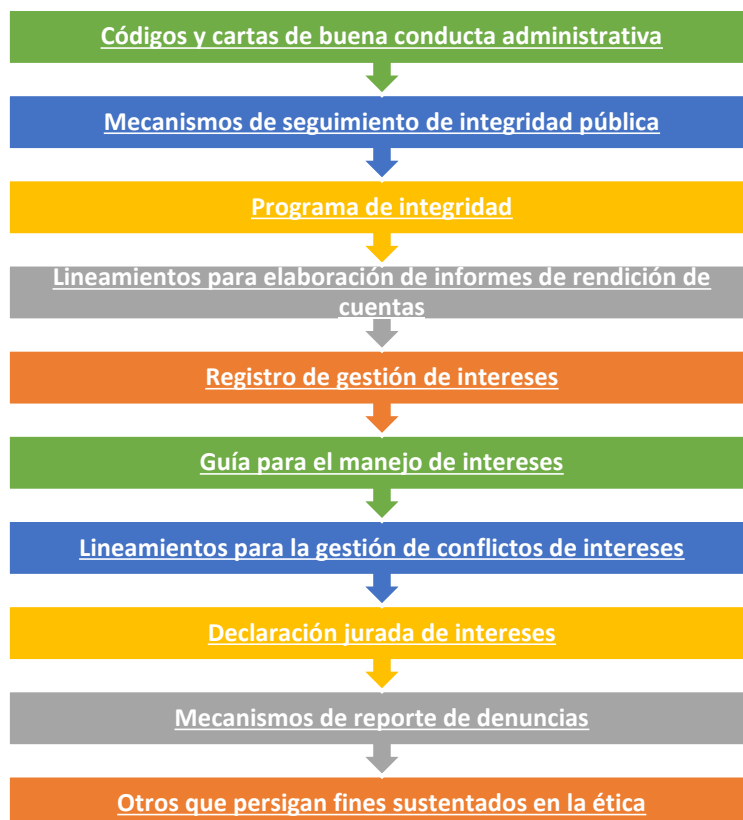 Códigos y cartas de buena conducta administrativa
Mecanismos de seguimiento de integridad pública
Programa de integridad
Lineamientos para elaboración de informes de rendición de
cuentas
Registro de gestión de intereses
Guía para el manejo de intereses
Lineamientos para la gestión de conflictos de intereses
Declaración jurada de intereses
Mecanismos de reporte de denuncias
Otros que persigan fines sustentados en la ética